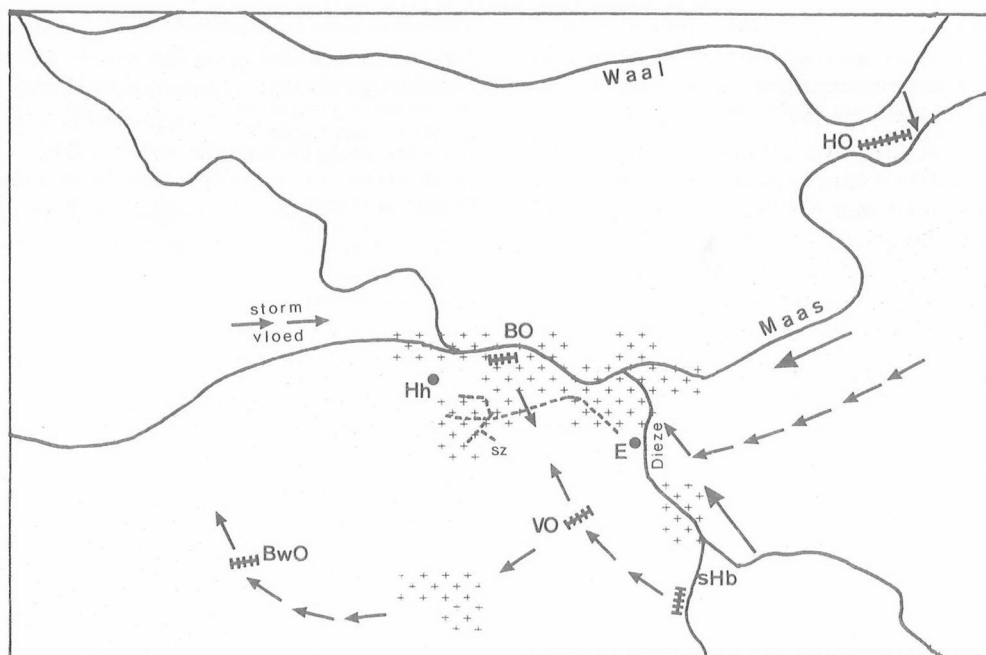 Waal
HO
Maas
storm
vloed
BO
Hh
sz
E
Dieze
VO
BwO
sHb